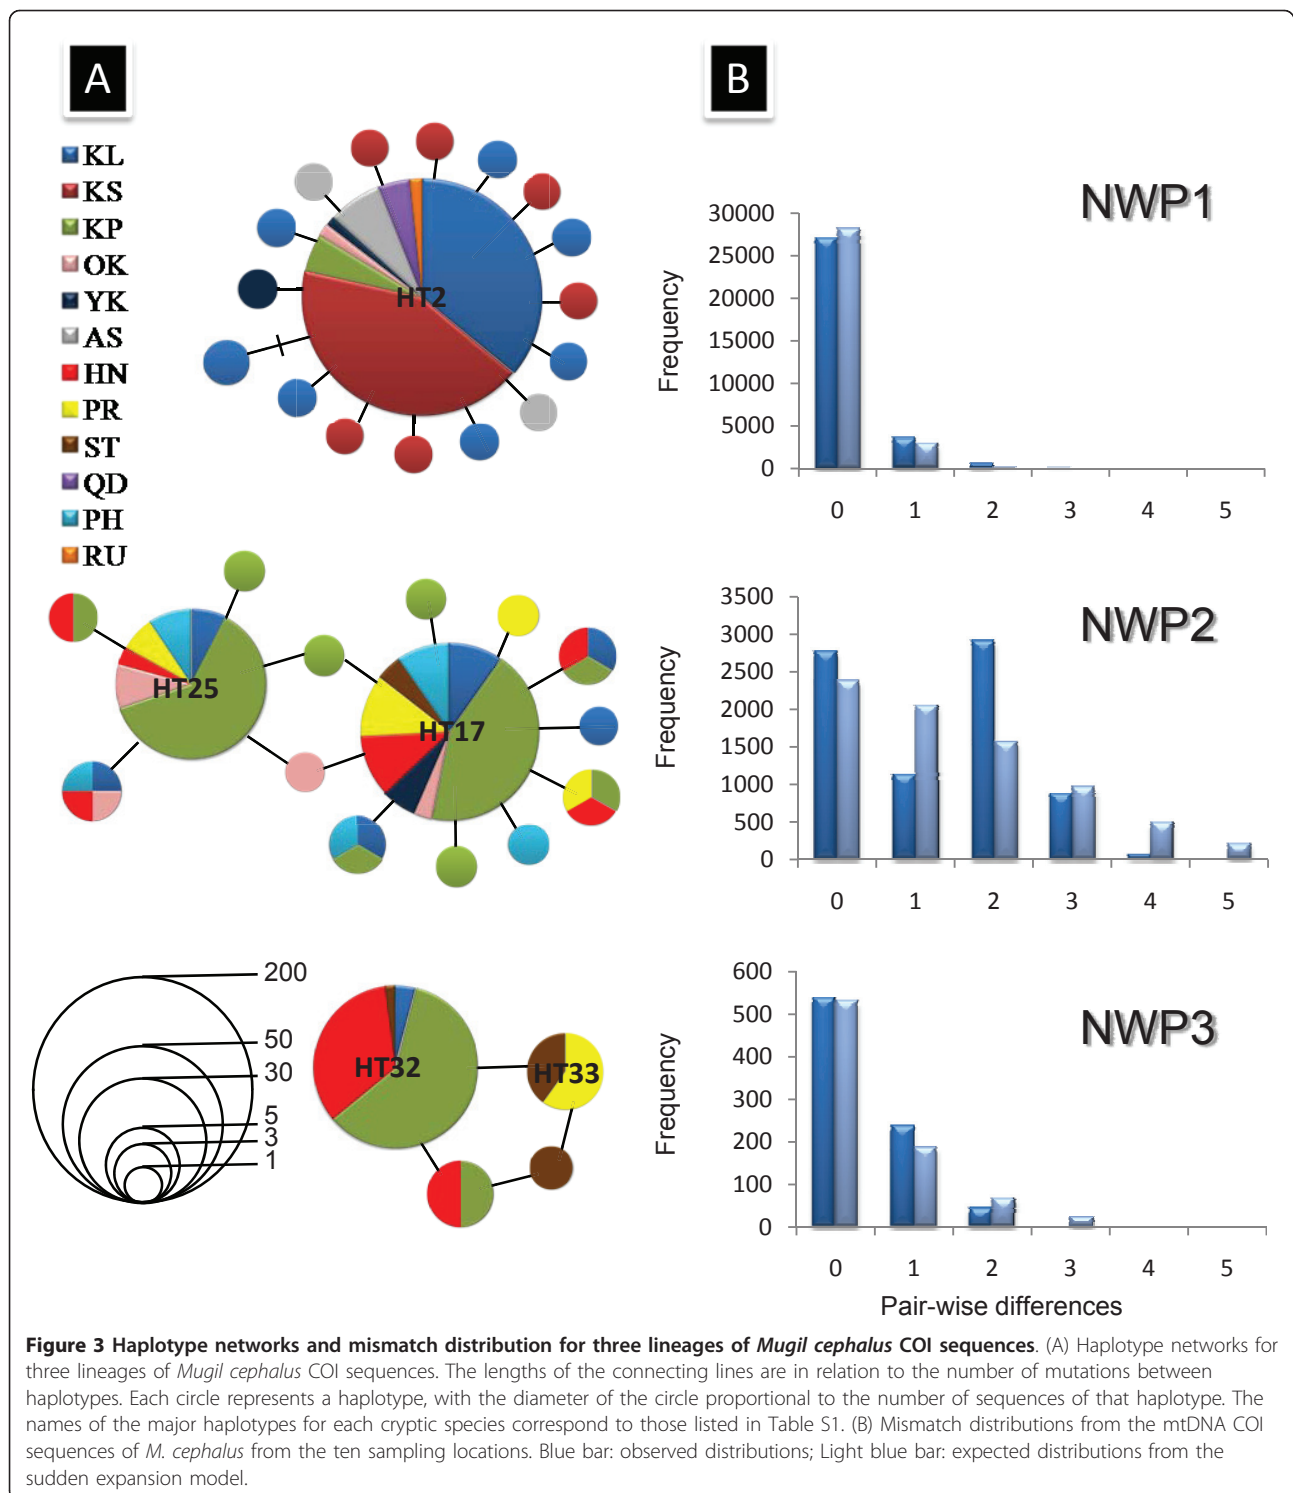 A
B
KL
KS
KP
OK
YK
AS
HN
PR
ST
QD
PH
RU
HT2
NWP1
Frequency
30000
25000
20000
15000
10000
5000
0
0 1 2 3 4 5
HT25
HT17
NWP2
Frequency
3500
3000
2500
2000
1500
1000
500
0
0 1 2 3 4 5
200
50
30
5
3
1
HT32
HT33
NWP3
Frequency
600
500
400
300
200
100
0
0 1 2 3 4 5
Pair-wise differences
Figure 3 Haplotype networks and mismatch distribution for three lineages of Mugil cephalus COI sequences. (A) Haplotype networks for
three lineages of Mugil cephalus COI sequences. The lengths of the connecting lines are in relation to the number of mutations between
haplotypes. Each circle represents a haplotype, with the diameter of the circle proportional to the number of sequences of that haplotype. The
names of the major haplotypes for each cryptic species correspond to those listed in Table S1. (B) Mismatch distributions from the mtDNA COI
sequences of M. cephalus from the ten sampling locations. Blue bar: observed distributions; Light blue bar: expected distributions from the
sudden expansion model.